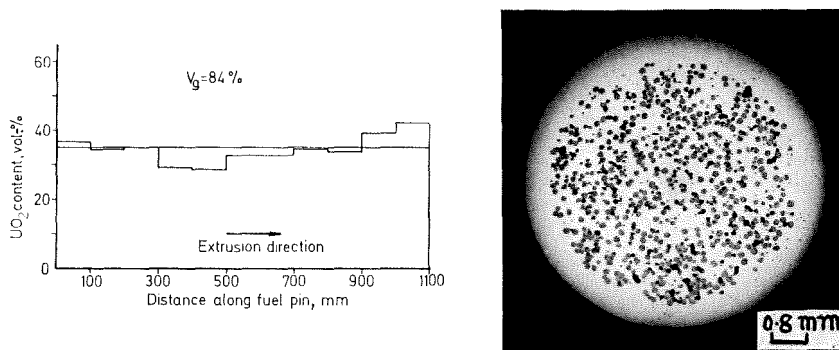 60
40
20
0
UO₂ content, vol.-%
V_g=84%
Extrusion direction
100
300
500
700
900
1100
Distance along fuel pin, mm
0.8 mm